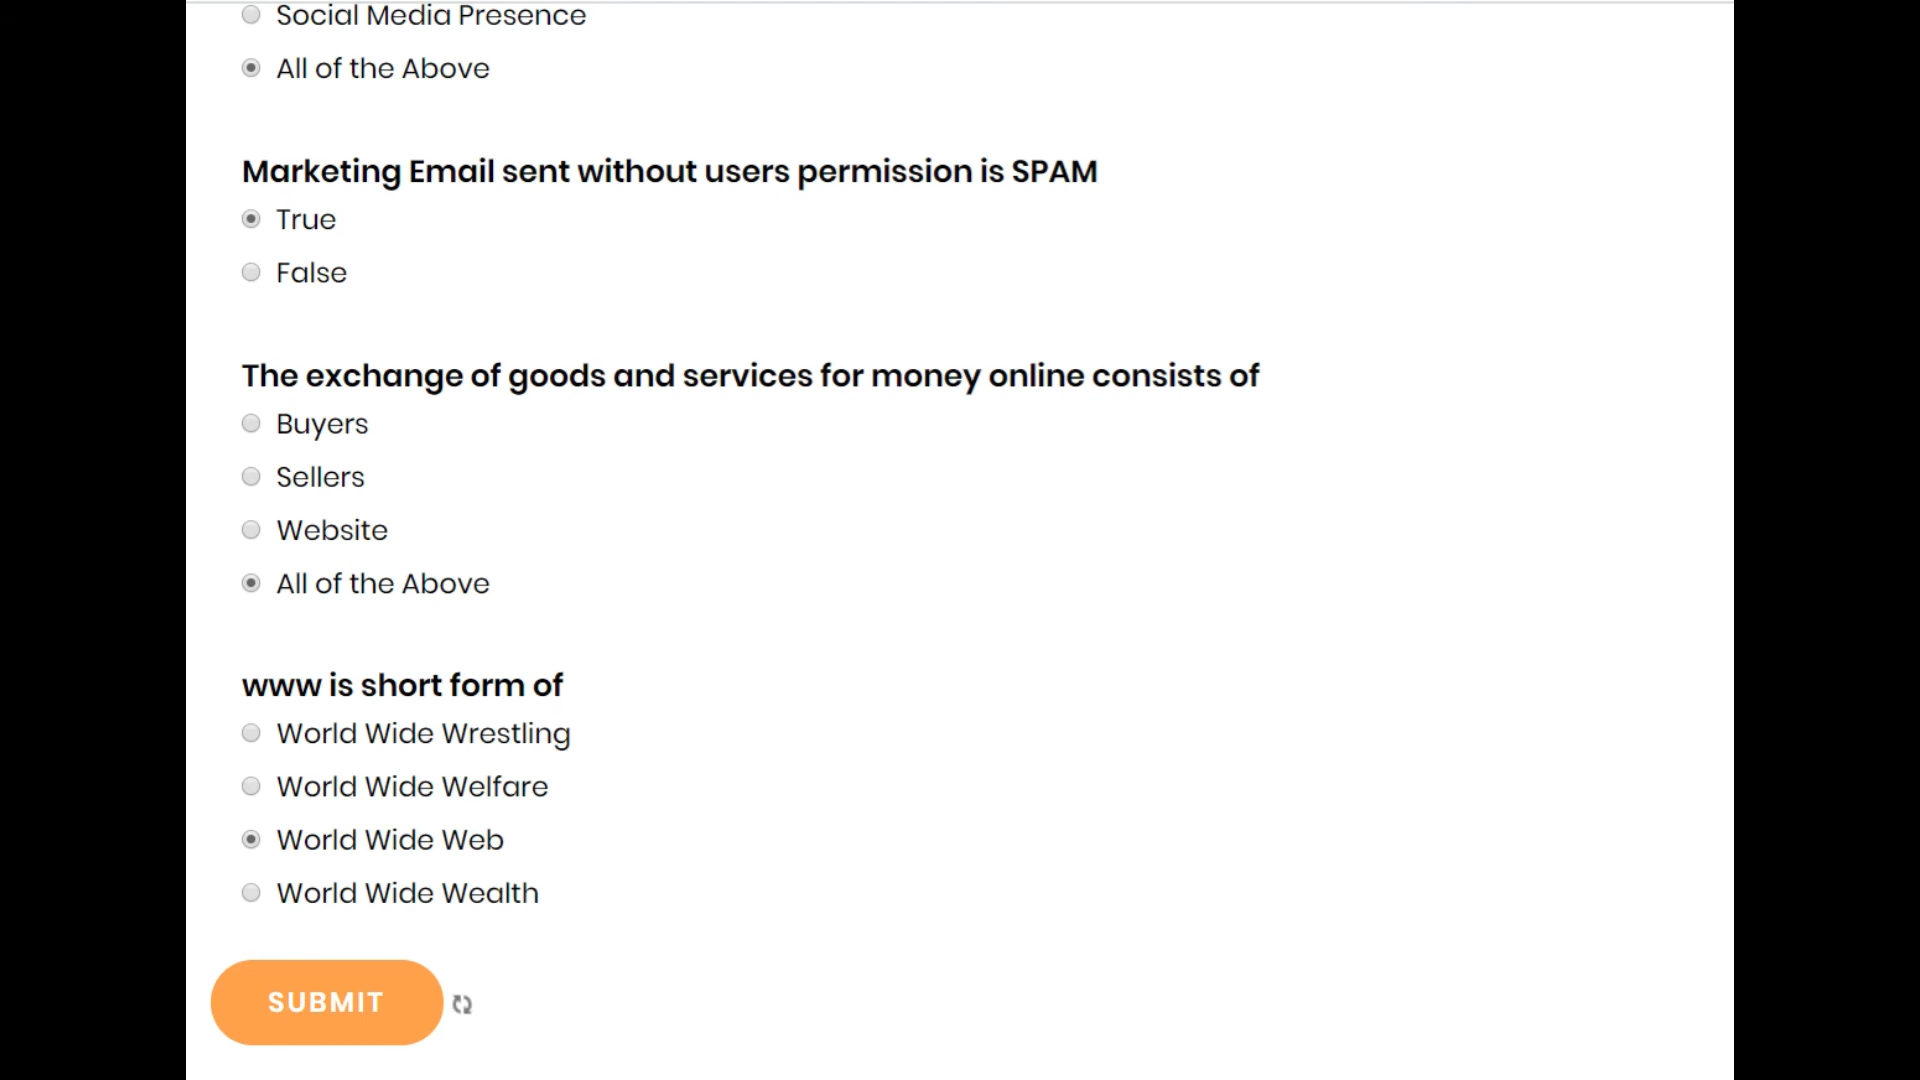 Social Media Presence
All of the Above
Marketing Email sent without users permission is SPAM
True
False
The exchange of goods and services for money online consists of
Buyers
Sellers
Website
All of the Above
www is short form of
World Wide Wrestling
World Wide Welfare
World Wide Web
World Wide Wealth
SUBMIT